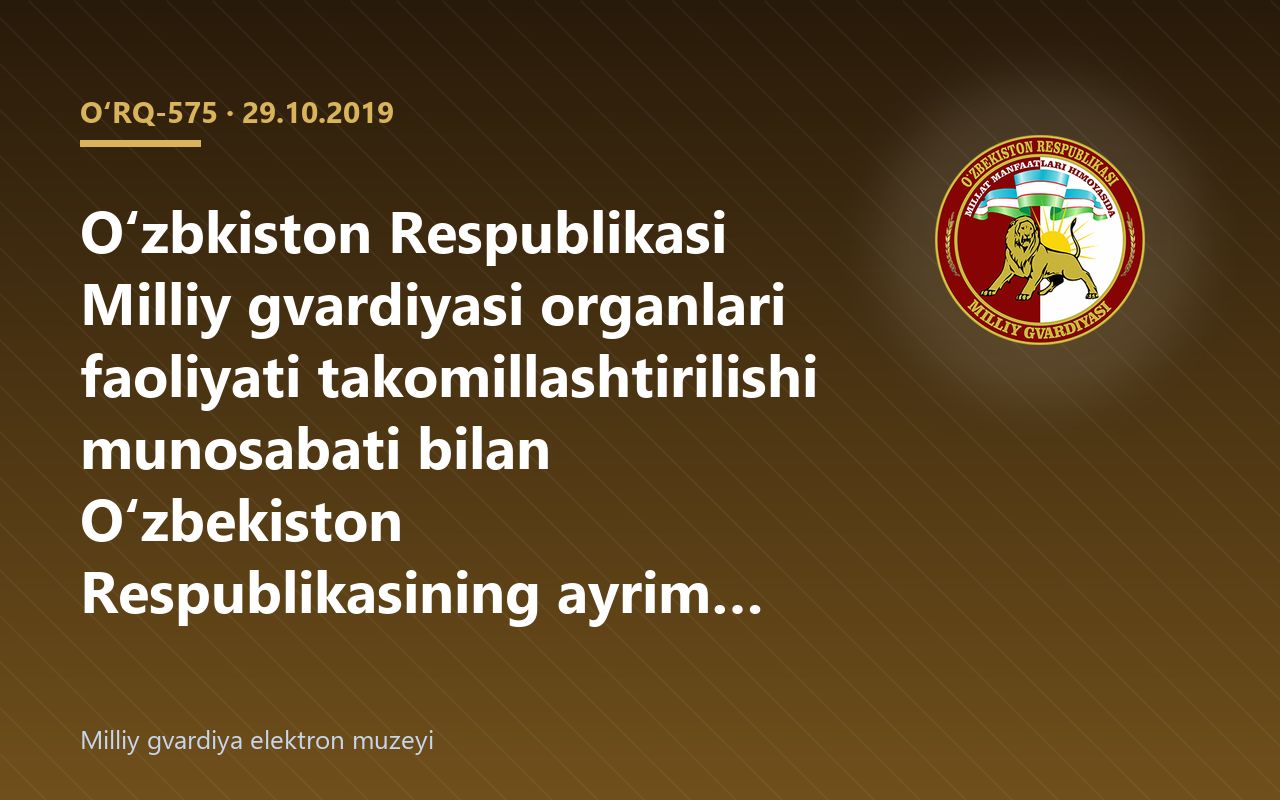 O‘RQ-575 · 29.10.2019
O‘ZBEKISTON RESPUBLIKASI
MILLAT MANFAATLARI HIMOYASIDA
MILLIY GVARDIYASI
O‘zbkiston Respublikasi
Milliy gvardiyasi organlari
faoliyati takomillashtirilishi
munosabati bilan
O‘zbekiston
Respublikasining ayrim…
Milliy gvardiya elektron muzeyi